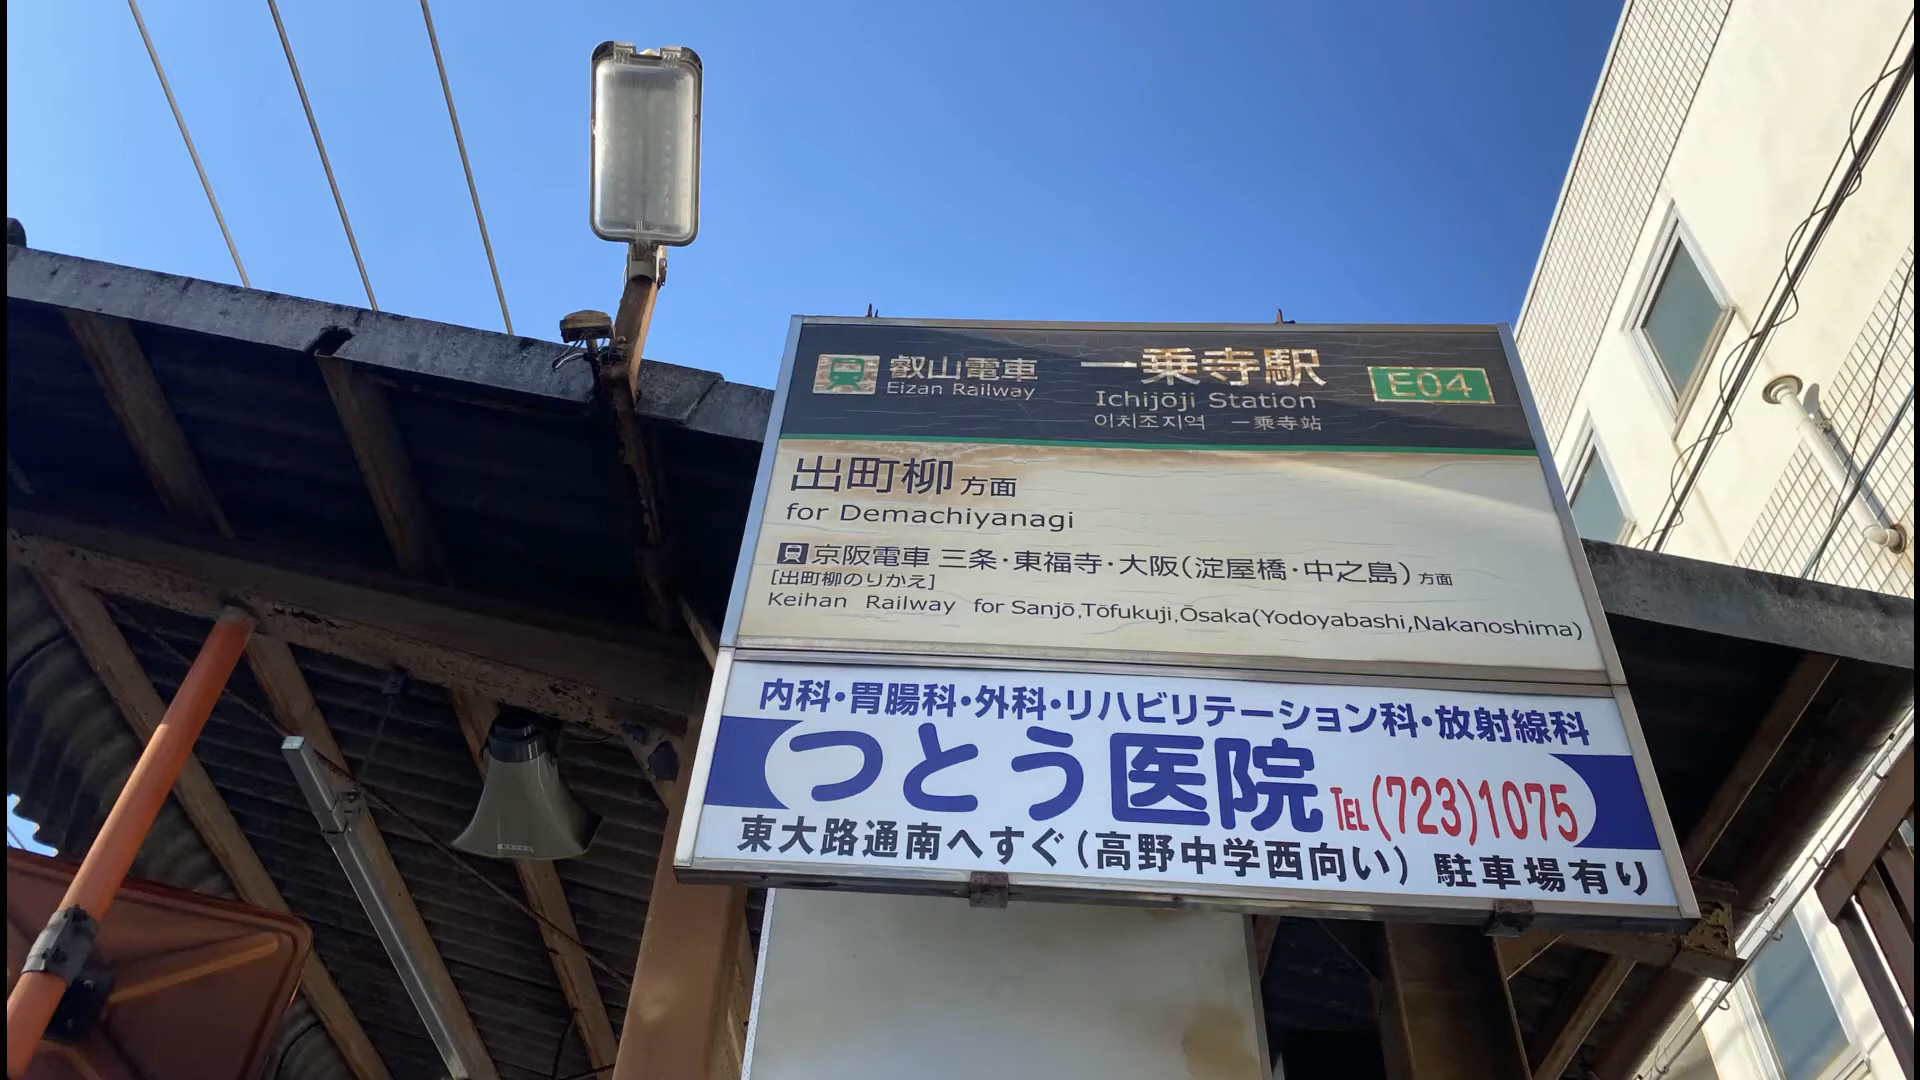 叡山電車 一乗寺駅 E04
Eizan Railway Ichijōji Station
이치조지역 一乘寺站
出町柳方面
for Demachiyanagi
京阪電車 三条・東福寺・大阪(淀屋橋・中之島)方面
[出町柳のりかえ]
Keihan Railway for Sanjō,Tōfukuji,Ōsaka(Yodoyabashi,Nakanoshima)
内科・胃腸科・外科・リハビリテーション科・放射線科
つとう医院 TEL(723)1075
東大路通南へすぐ(高野中学西向い) 駐車場有り